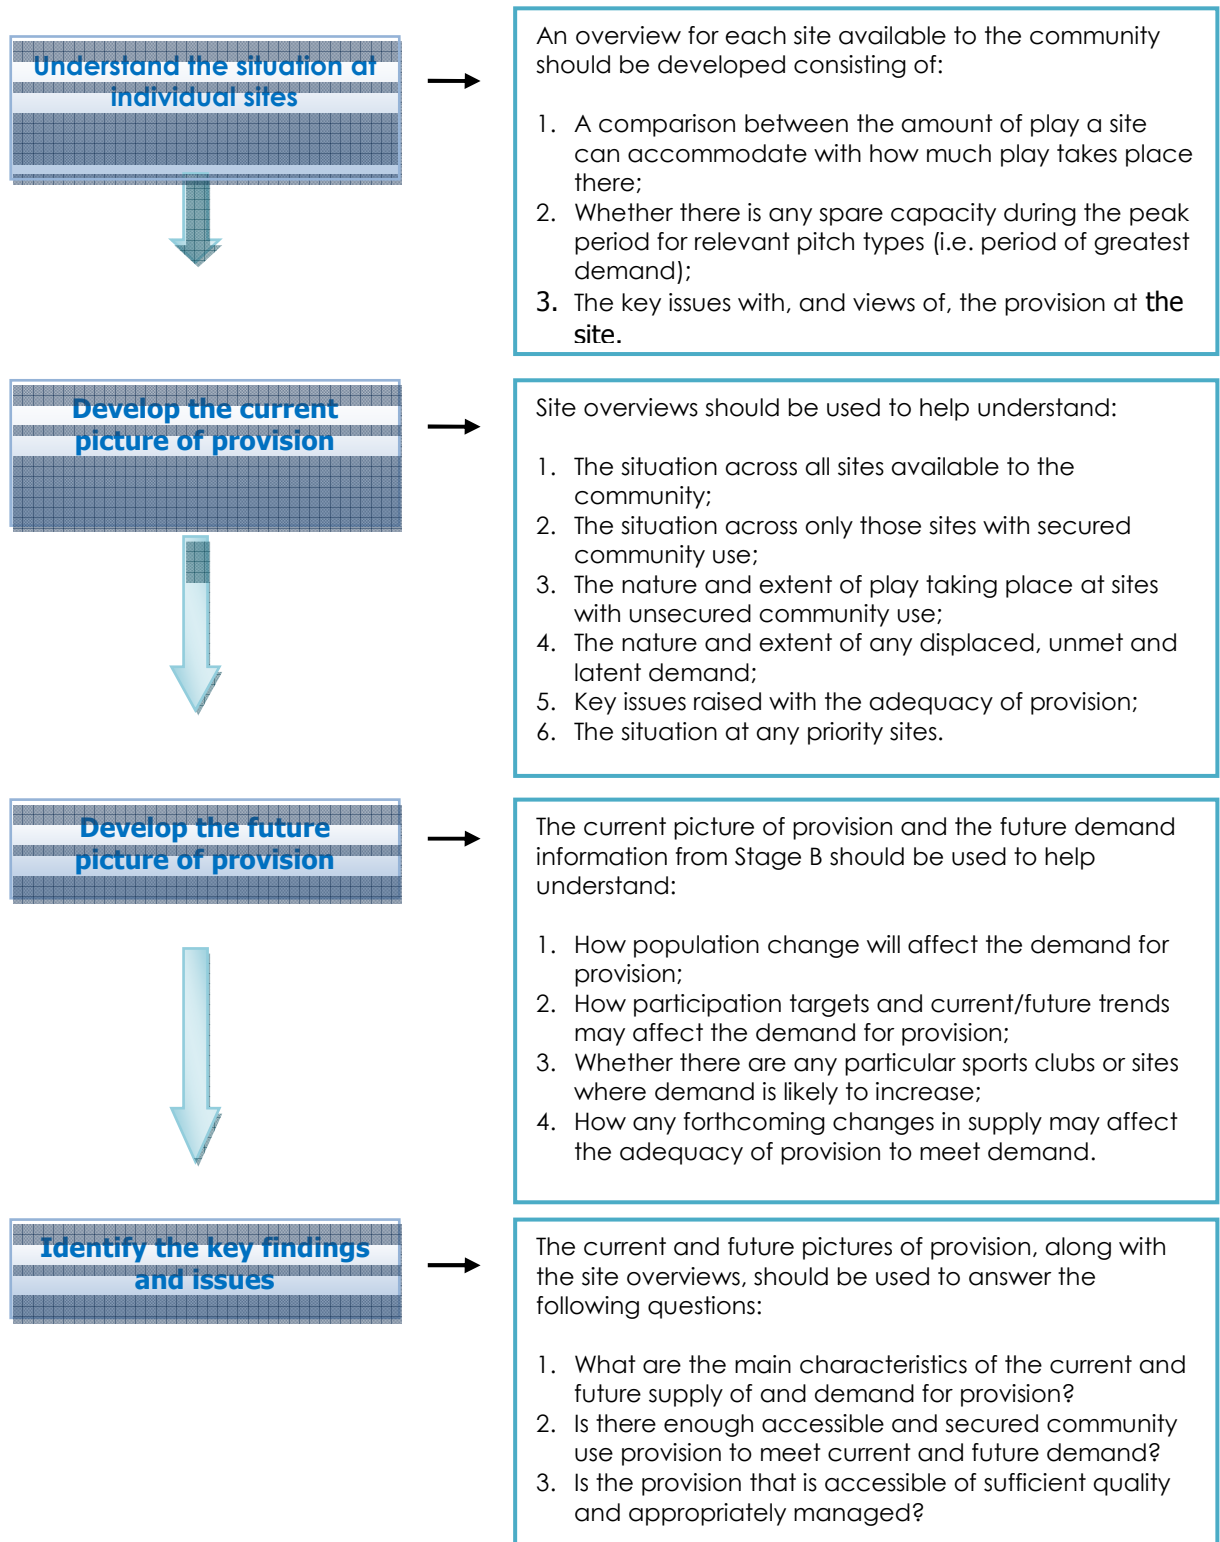 Understand the situation at
individual sites
An overview for each site available to the community
should be developed consisting of:
1. A comparison between the amount of play a site
can accommodate with how much play takes place
there;
2. Whether there is any spare capacity during the peak
period for relevant pitch types (i.e. period of greatest
demand);
3. The key issues with, and views of, the provision at the
site.
Develop the current
picture of provision
Site overviews should be used to help understand:
1. The situation across all sites available to the
community;
2. The situation across only those sites with secured
community use;
3. The nature and extent of play taking place at sites
with unsecured community use;
4. The nature and extent of any displaced, unmet and
latent demand;
5. Key issues raised with the adequacy of provision;
6. The situation at any priority sites.
Develop the future
picture of provision
The current picture of provision and the future demand
information from Stage B should be used to help
understand:
1. How population change will affect the demand for
provision;
2. How participation targets and current/future trends
may affect the demand for provision;
3. Whether there are any particular sports clubs or sites
where demand is likely to increase;
4. How any forthcoming changes in supply may affect
the adequacy of provision to meet demand.
Identify the key findings
and issues
The current and future pictures of provision, along with
the site overviews, should be used to answer the
following questions:
1. What are the main characteristics of the current and
future supply of and demand for provision?
2. Is there enough accessible and secured community
use provision to meet current and future demand?
3. Is the provision that is accessible of sufficient quality
and appropriately managed?